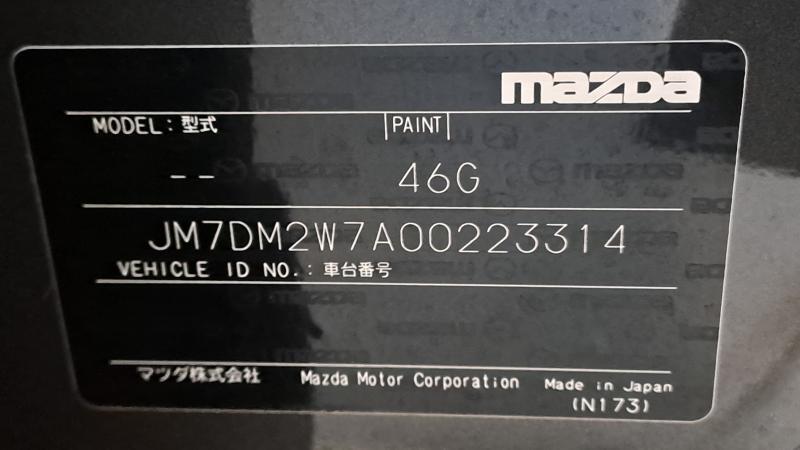 mazda
MODEL: 型式 PAINT
-- 46G
JM7DM2W7A00223314
VEHICLE ID NO.: 車台番号
マツダ株式会社 Mazda Motor Corporation Made in Japan
(N173)